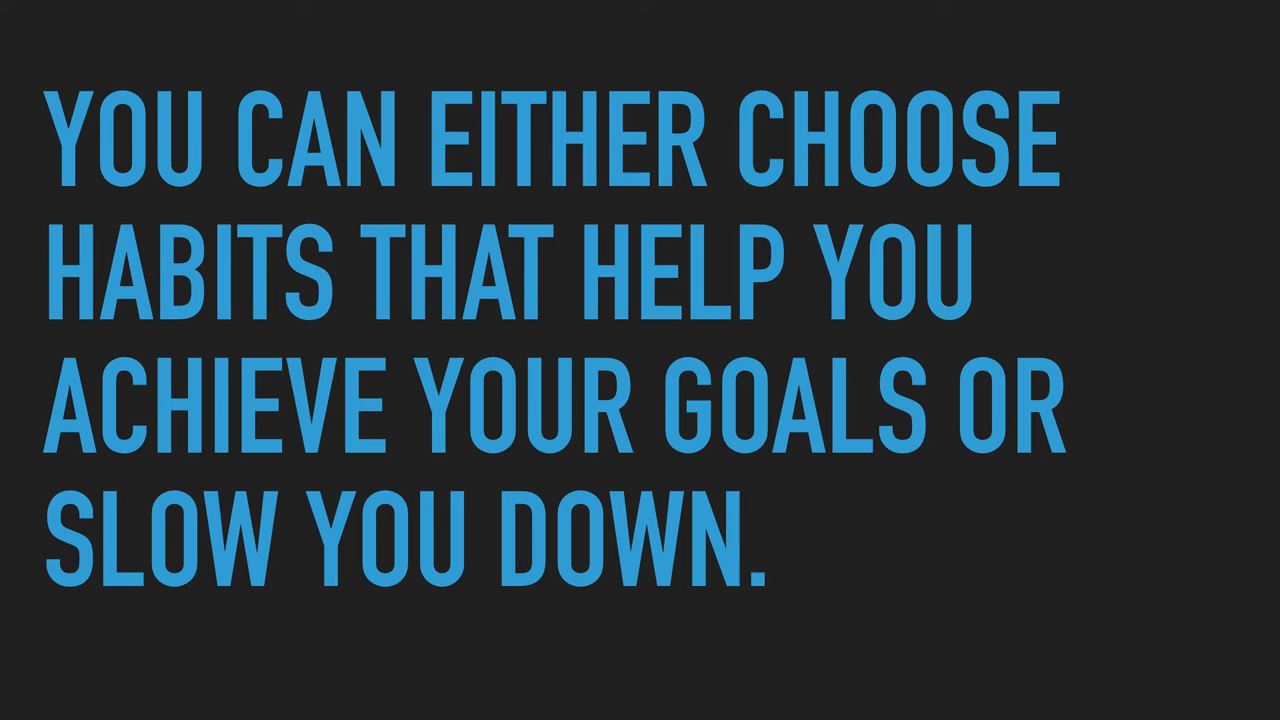 YOU CAN EITHER CHOOSE
HABITS THAT HELP YOU
ACHIEVE YOUR GOALS OR
SLOW YOU DOWN.